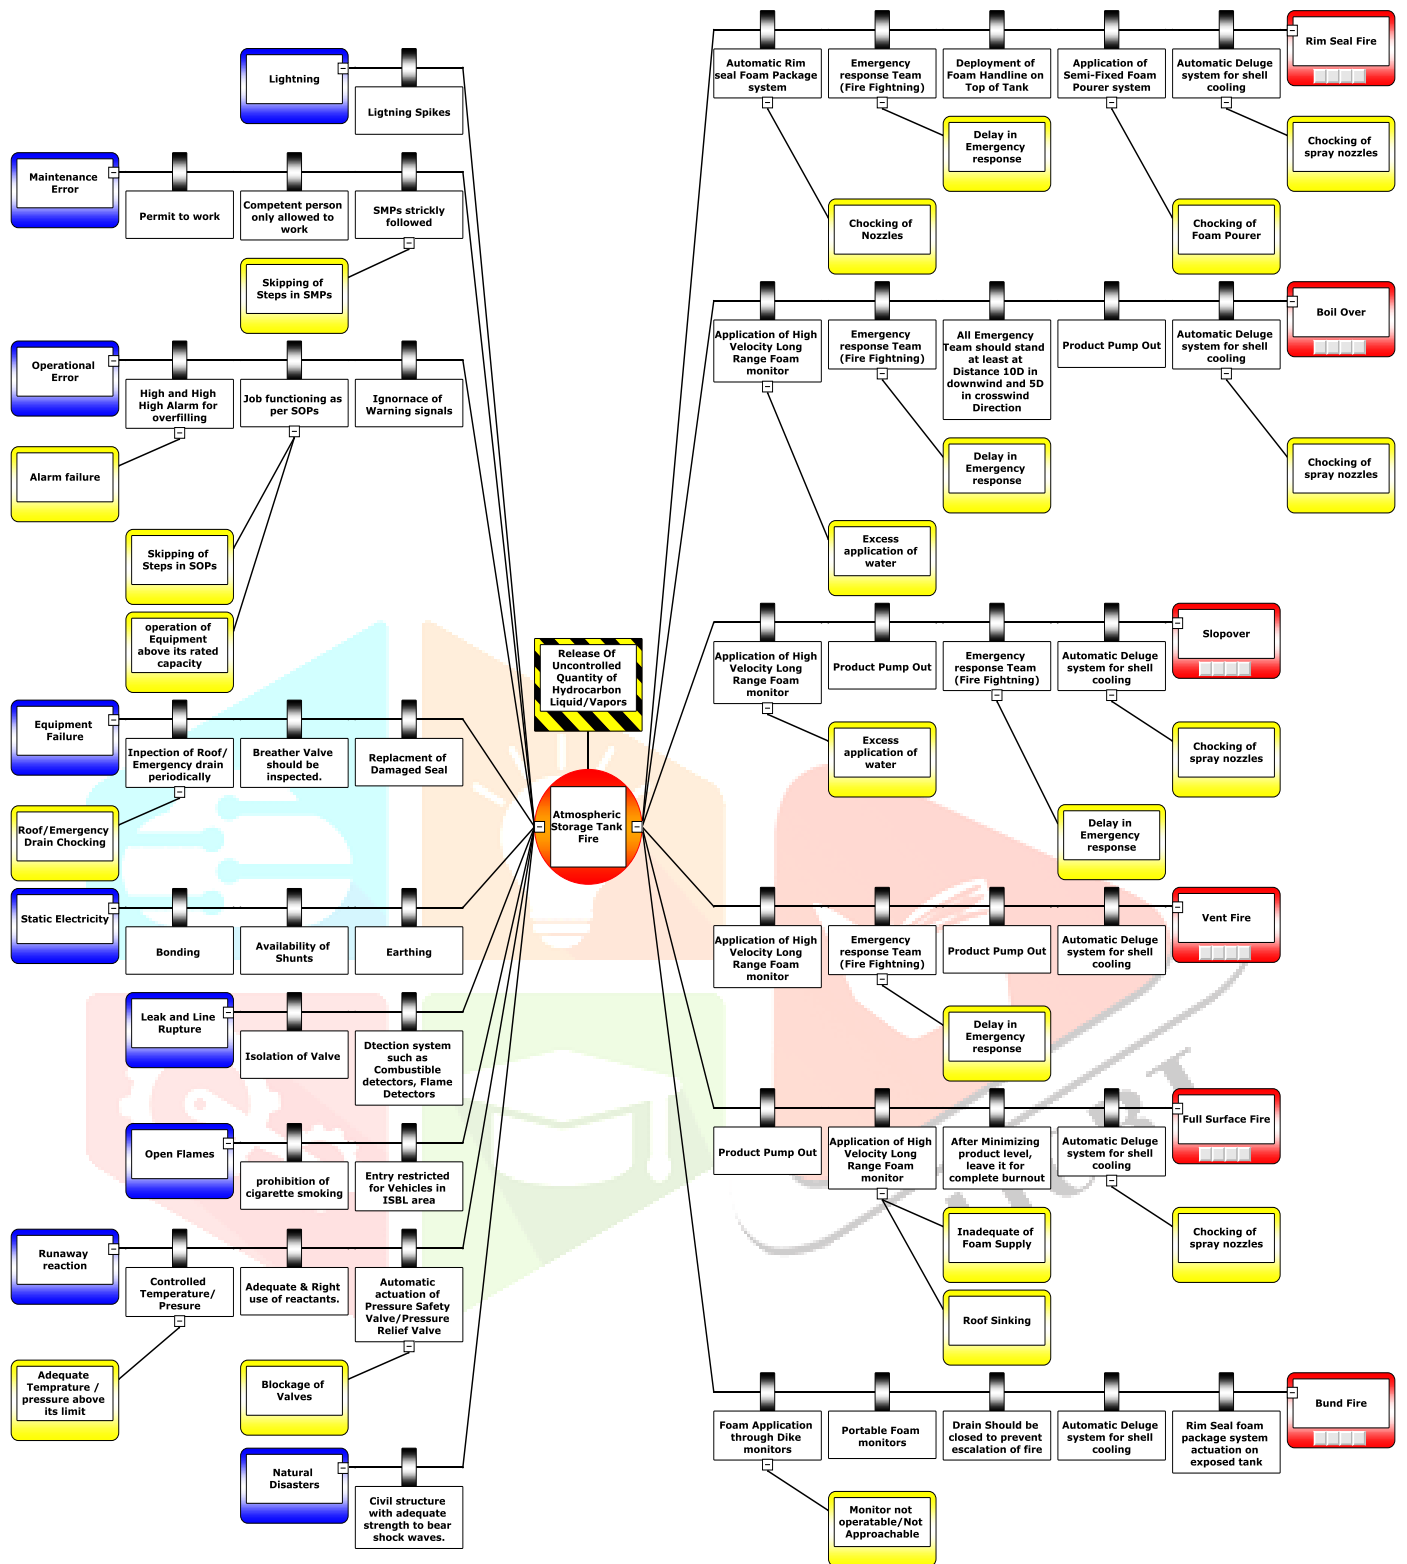 Lightning
Ligtning Spikes
Maintenance
Error
Permit to work
Competent person
only allowed to
work
SMPs strickly
followed
Skipping of
Steps in SMPs
Operational
Error
High and High
High Alarm for
overfilling
Job functioning as
per SOPs
Ignornace of
Warning signals
Alarm failure
Skipping of
Steps in SOPs
operation of
Equipment
above its rated
capacity
Equipment
Failure
Inpection of Roof/
Emergency drain
periodically
Breather Valve
should be
inspected.
Replacment of
Damaged Seal
Roof/Emergency
Drain Chocking
Static Electricity
Bonding
Availability of
Shunts
Earthing
Leak and Line
Rupture
Isolation of Valve
Dtection system
such as
Combustible
detectors, Flame
Detectors
Open Flames
prohibition of
cigarette smoking
Entry restricted
for Vehicles in
ISBL area
Runaway
reaction
Controlled
Temperature/
Presure
Adequate & Right
use of reactants.
Automatic
actuation of
Pressure Safety
Valve/Pressure
Relief Valve
Adequate
Temprature /
pressure above
its limit
Blockage of
Valves
Natural
Disasters
Civil structure
with adequate
strength to bear
shock waves.
Release Of
Uncontrolled
Quantity of
Hydrocarbon
Liquid/Vapors
Atmospheric
Storage Tank
Fire
Automatic Rim
seal Foam Package
system
Emergency
response Team
(Fire Fightning)
Deployment of
Foam Handline on
Top of Tank
Application of
Semi-Fixed Foam
Pourer system
Automatic Deluge
system for shell
cooling
Rim Seal Fire
Delay in
Emergency
response
Chocking of
spray nozzles
Chocking of
Nozzles
Chocking of
Foam Pourer
Application of High
Velocity Long
Range Foam
monitor
Emergency
response Team
(Fire Fightning)
All Emergency
Team should stand
at least at
Distance 10D in
downwind and 5D
in crosswind
Direction
Product Pump Out
Automatic Deluge
system for shell
cooling
Boil Over
Delay in
Emergency
response
Chocking of
spray nozzles
Excess
application of
water
Application of High
Velocity Long
Range Foam
monitor
Product Pump Out
Emergency
response Team
(Fire Fightning)
Automatic Deluge
system for shell
cooling
Slopover
Excess
application of
water
Chocking of
spray nozzles
Delay in
Emergency
response
Application of High
Velocity Long
Range Foam
monitor
Emergency
response Team
(Fire Fightning)
Product Pump Out
Automatic Deluge
system for shell
cooling
Vent Fire
Delay in
Emergency
response
Product Pump Out
Application of High
Velocity Long
Range Foam
monitor
After Minimizing
product level,
leave it for
complete burnout
Automatic Deluge
system for shell
cooling
Full Surface Fire
Inadequate of
Foam Supply
Chocking of
spray nozzles
Roof Sinking
Foam Application
through Dike
monitors
Portable Foam
monitors
Drain Should be
closed to prevent
escalation of fire
Automatic Deluge
system for shell
cooling
Rim Seal foam
package system
actuation on
exposed tank
Bund Fire
Monitor not
operatable/Not
Approachable